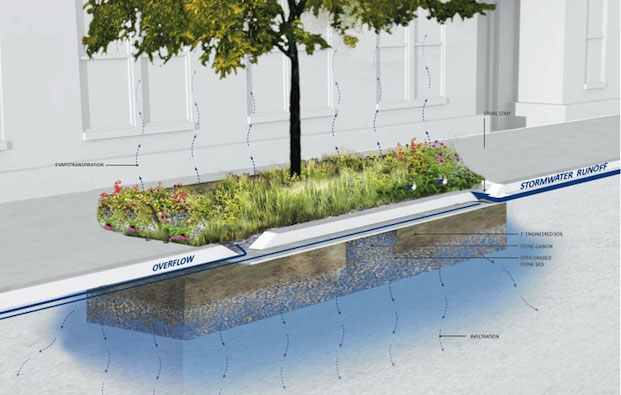 STONE STRIP
EVAPOTRANSPIRATION
STORMWATER RUNOFF
2' ENGINEERED SOIL
STONE GABION
OPEN-GRADED
STONE BED
OVERFLOW
INFILTRATION